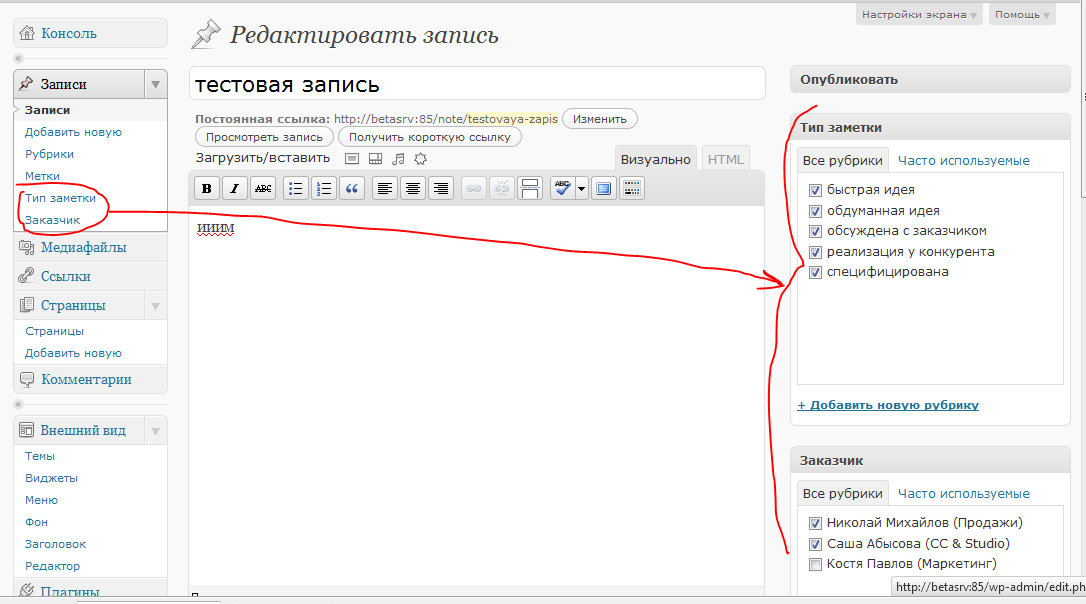 Настройки экрана
Помощь
Консоль
Редактировать запись
Записи
Записи
Добавить новую
Рубрики
Метки
Тип заметки
Заказчик
Медиафайлы
Ссылки
Страницы
Страницы
Добавить новую
Комментарии
Внешний вид
Темы
Виджеты
Меню
Фон
Заголовок
Редактор
Плагины
тестовая запись
Постоянная ссылка: http://betasrv:85/note/testovaya-zapis Изменить
Просмотреть запись Получить короткую ссылку
Загрузить/вставить
Визуально HTML
B I ABC ABC
ииим
Опубликовать
Тип заметки
Все рубрики Часто используемые
быстрая идея
обдуманная идея
обсуждена с заказчиком
реализация у конкурента
специфицирована
+ Добавить новую рубрику
Заказчик
Все рубрики Часто используемые
Николай Михайлов (Продажи)
Саша Абысова (CC & Studio)
Костя Павлов (Маркетинг)
http://betasrv:85/wp-admin/edit.ph